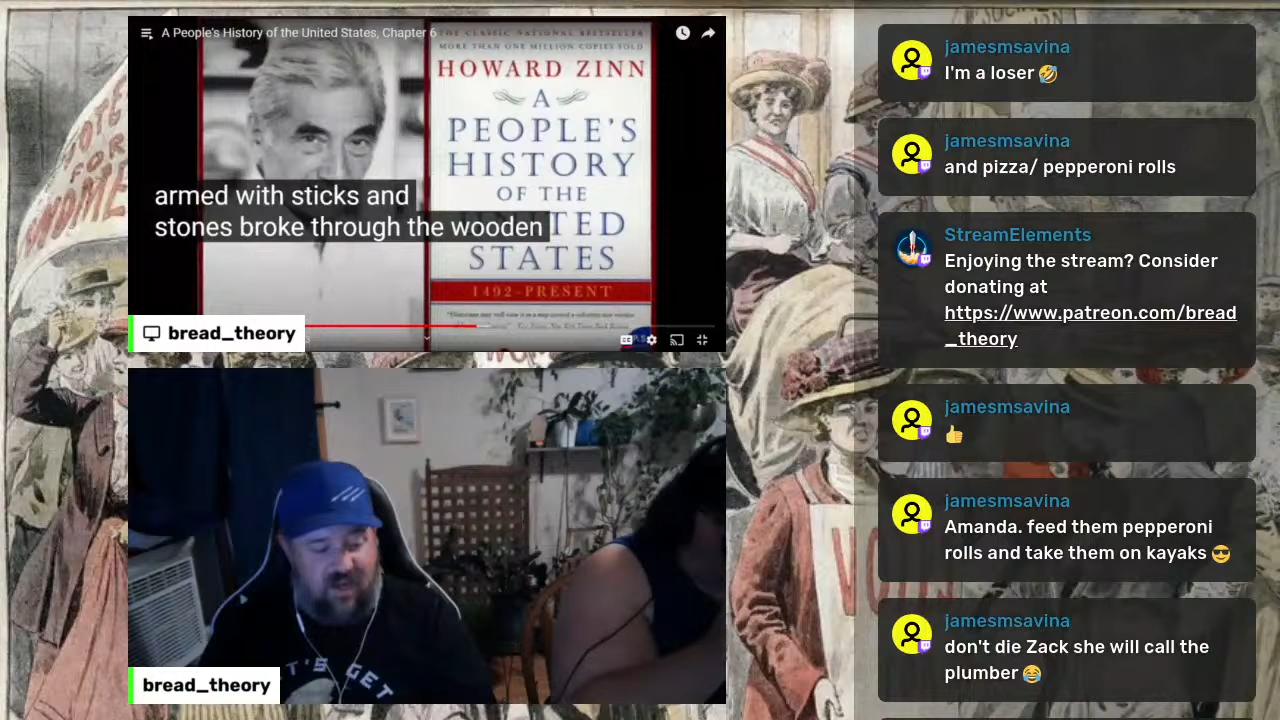 A People's History of the United States, Chapter 6
THE CLASSIC NATIONAL BESTSELLER
MORE THAN ONE MILLION COPIES SOLD
HOWARD ZINN
A
PEOPLE'S
HISTORY
OF THE
STATES
1492–PRESENT
armed with sticks and
stones broke through the wooden
bread_theory
bread_theory
T'S GET
VOTE
FOR
WOMEN
jamesmsavina
I'm a loser 🤣
jamesmsavina
and pizza/ pepperoni rolls
StreamElements
Enjoying the stream? Consider
donating at
https://www.patreon.com/bread
_theory
jamesmsavina
👍
jamesmsavina
Amanda. feed them pepperoni
rolls and take them on kayaks 😎
jamesmsavina
don't die Zack she will call the
plumber 😂